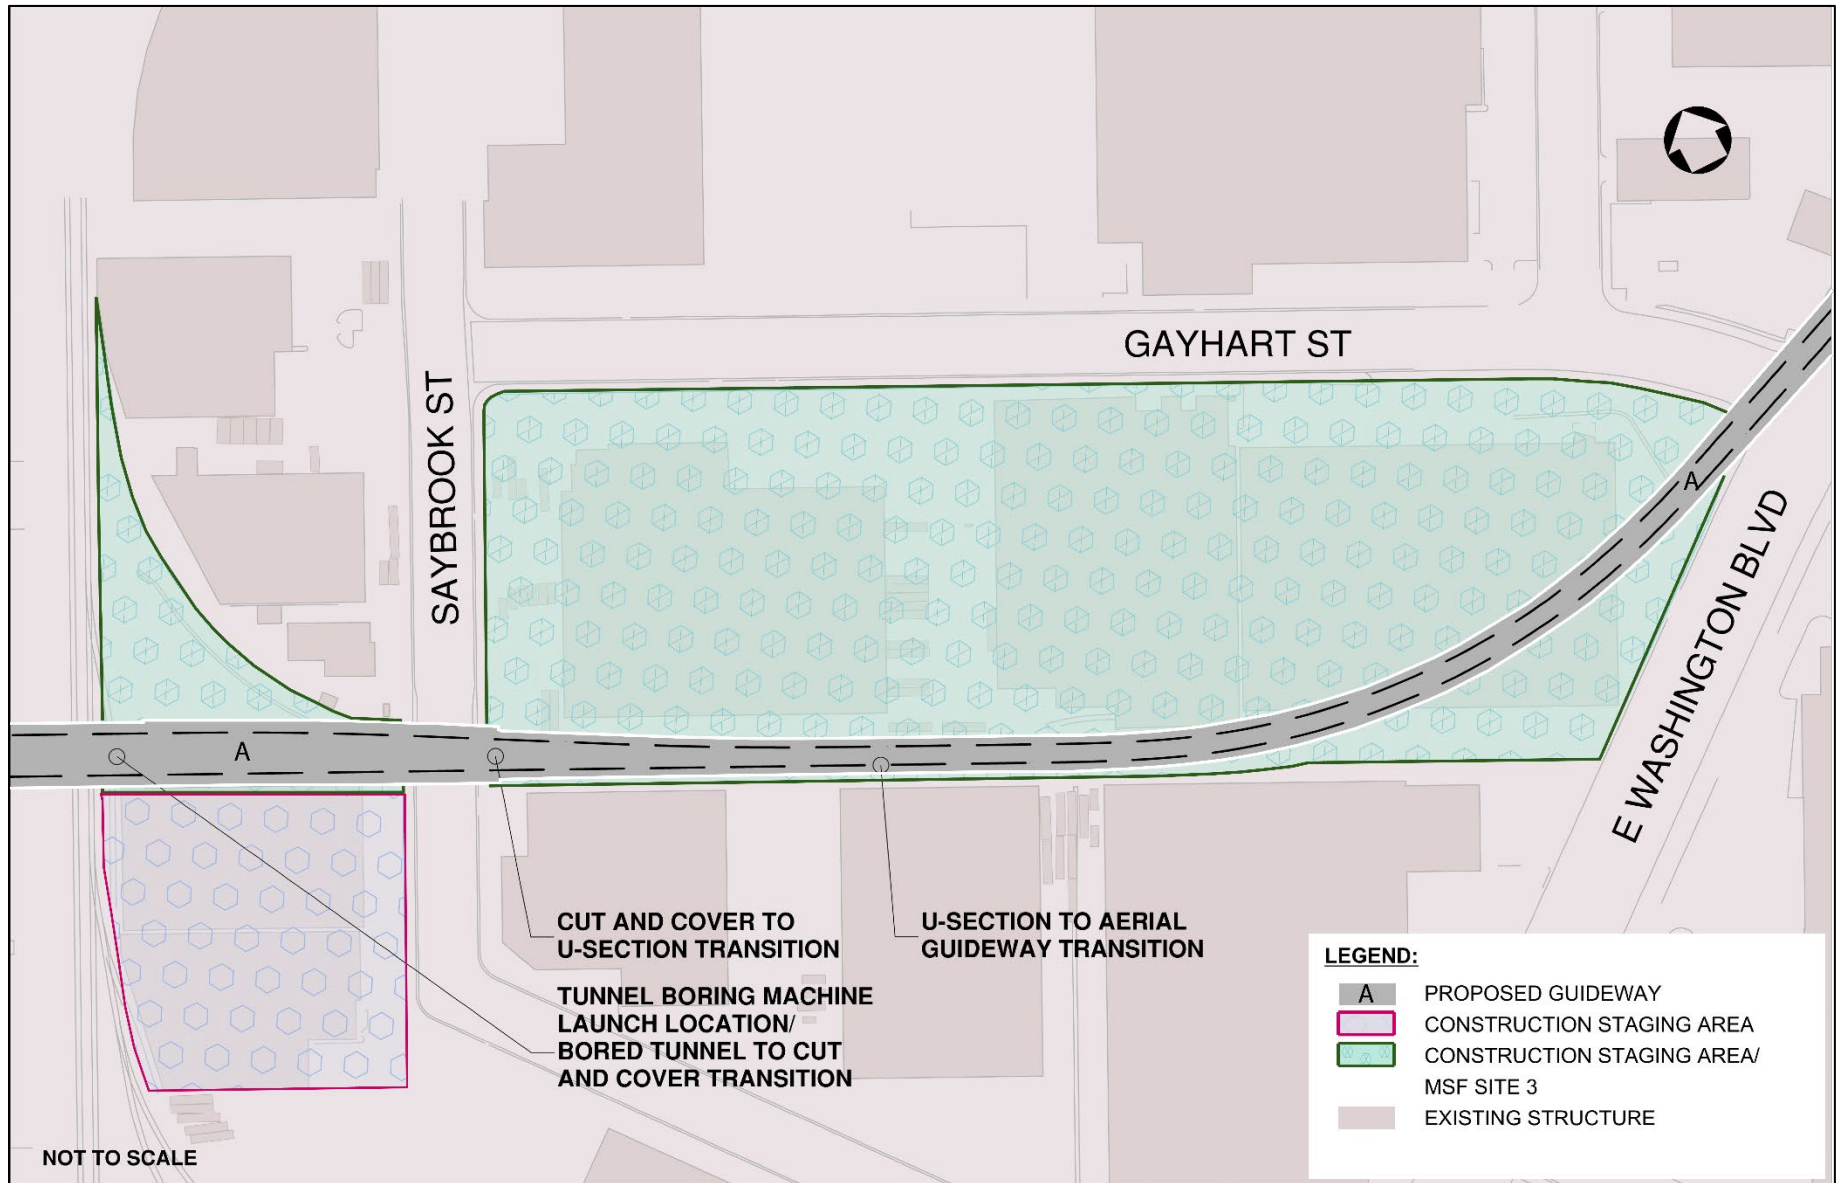 GAYHART ST
SAYBROOK ST
A
E WASHINGTON BLVD
A
CUT AND COVER TO
U-SECTION TRANSITION
U-SECTION TO AERIAL
GUIDEWAY TRANSITION
TUNNEL BORING MACHINE
LAUNCH LOCATION/
BORED TUNNEL TO CUT
AND COVER TRANSITION
NOT TO SCALE
LEGEND:
A PROPOSED GUIDEWAY
CONSTRUCTION STAGING AREA
CONSTRUCTION STAGING AREA/
MSF SITE 3
EXISTING STRUCTURE